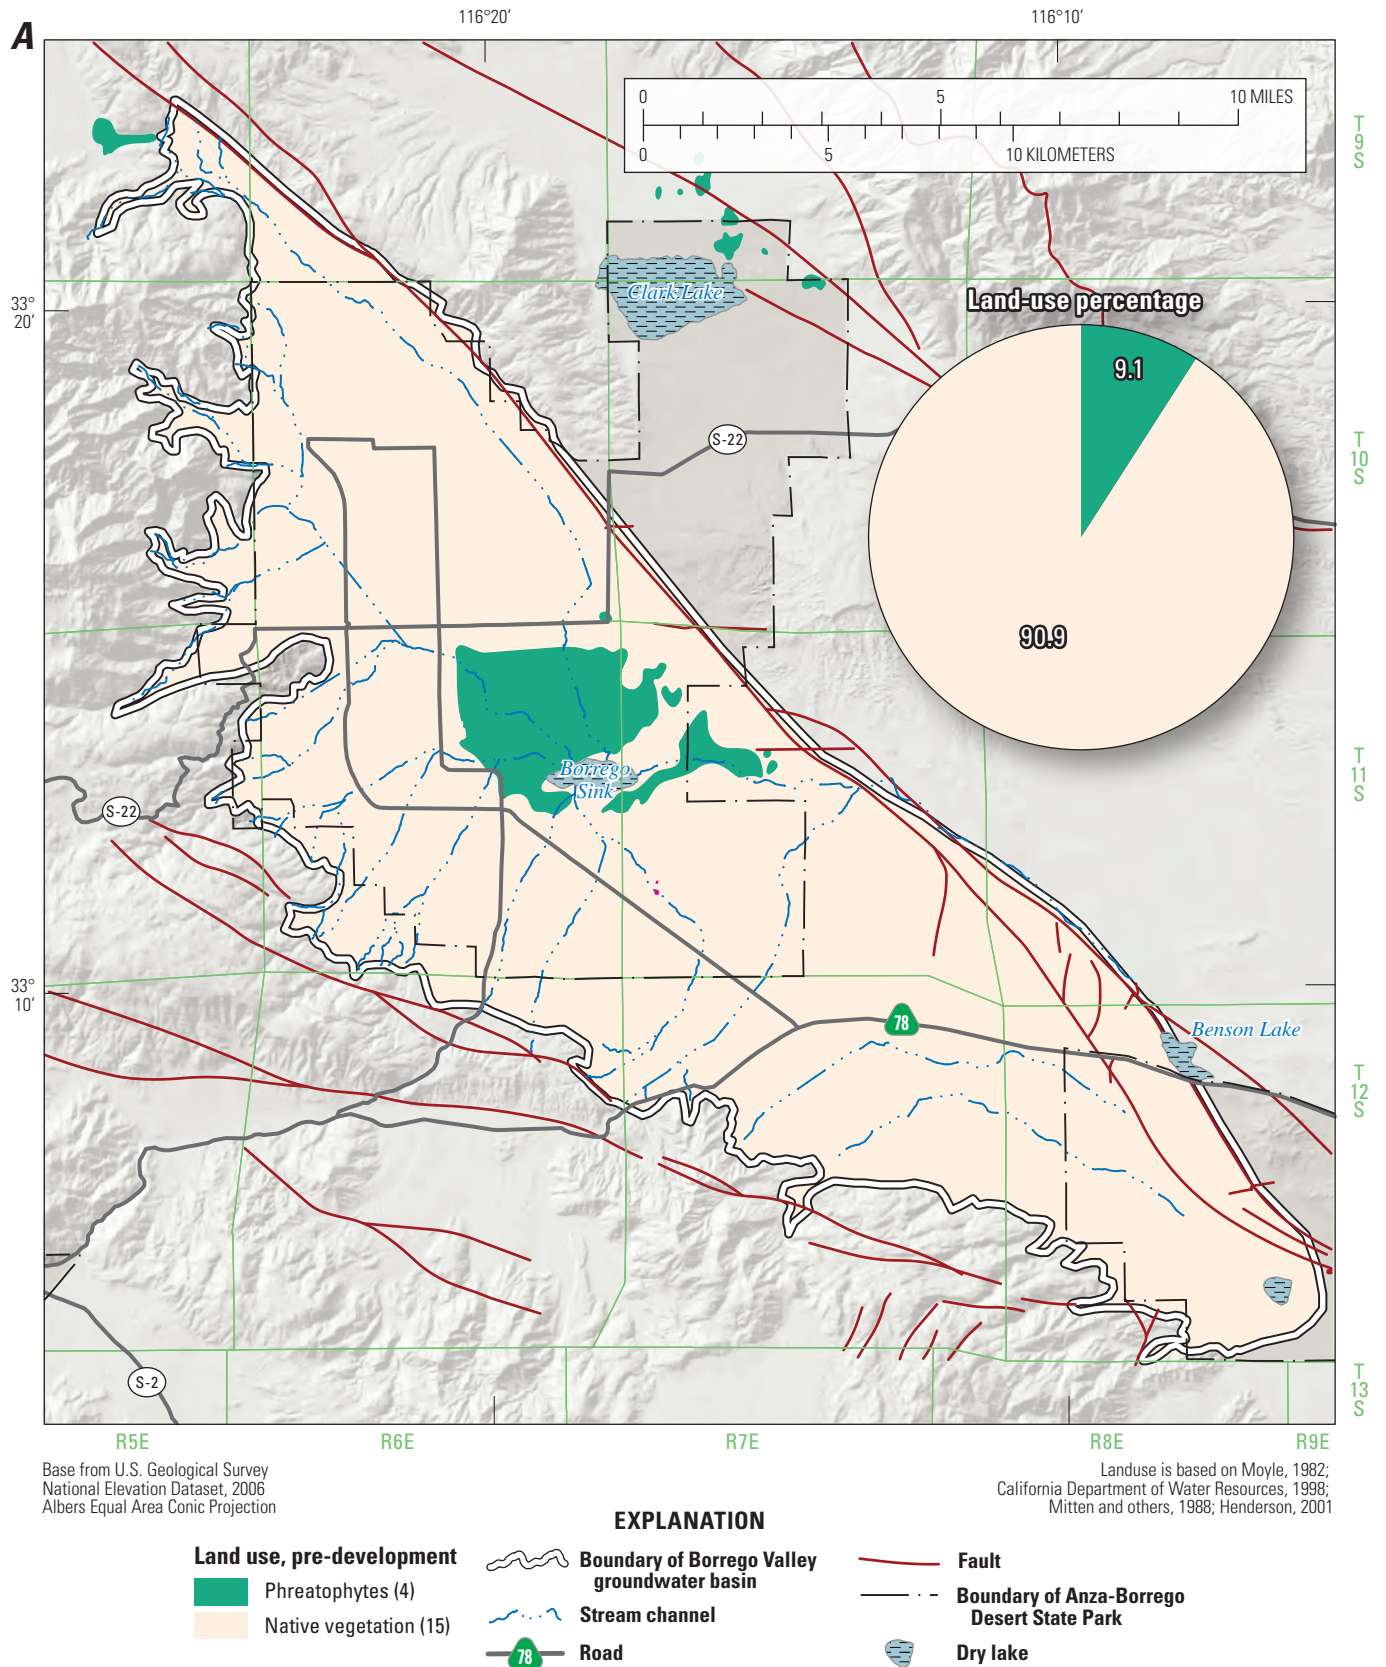 A
116°20'
116°10'
0 5 10 MILES
0 5 10 KILOMETERS
T
9
S
33°
20'
Clark Lake
Land-use percentage
9.1
90.9
S-22
T
10
S
Borrego
Sink
T
11
S
S-22
33°
10'
78
Benson Lake
T
12
S
S-2
T
13
S
R5E R6E R7E R8E R9E
Base from U.S. Geological Survey
National Elevation Dataset, 2006
Albers Equal Area Conic Projection
Landuse is based on Moyle, 1982;
California Department of Water Resources, 1998;
Mitten and others, 1988; Henderson, 2001
EXPLANATION
Land use, pre-development
Phreatophytes (4)
Native vegetation (15)
Boundary of Borrego Valley
groundwater basin
Stream channel
78 Road
Fault
Boundary of Anza-Borrego
Desert State Park
Dry lake